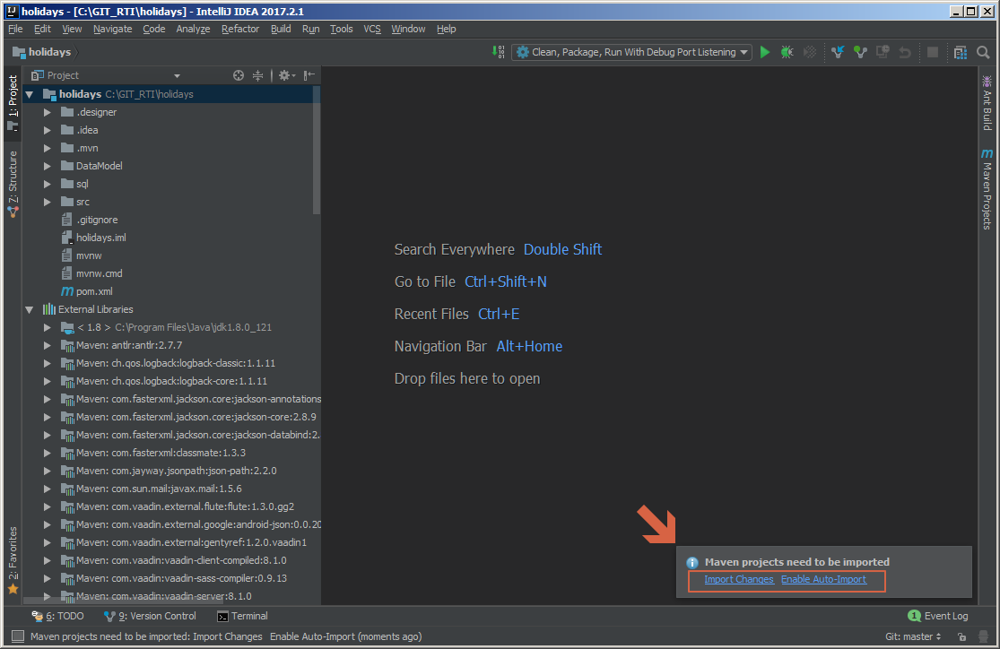 holidays - [C:\GIT_RTI\holidays] - IntelliJ IDEA 2017.2.1
File Edit View Navigate Code Analyze Refactor Build Run Tools VCS Window Help
holidays
Clean, Package, Run With Debug Port Listening
Project
1: Project
7: Structure
2: Favorites
holidays C:\GIT_RTI\holidays
.designer
.idea
.mvn
DataModel
sql
src
.gitignore
holidays.iml
mvnw
mvnw.cmd
pom.xml
External Libraries
< 1.8 > C:\Program Files\Java\jdk1.8.0_121
Maven: antlr:antlr:2.7.7
Maven: ch.qos.logback:logback-classic:1.1.11
Maven: ch.qos.logback:logback-core:1.1.11
Maven: com.fasterxml.jackson.core:jackson-annotations
Maven: com.fasterxml.jackson.core:jackson-core:2.8.9
Maven: com.fasterxml.jackson.core:jackson-databind:2.
Maven: com.fasterxml:classmate:1.3.3
Maven: com.jayway.jsonpath:json-path:2.2.0
Maven: com.sun.mail:javax.mail:1.5.6
Maven: com.vaadin.external.flute:flute:1.3.0.gg2
Maven: com.vaadin.external.google:android-json:0.0.20
Maven: com.vaadin.external:gentyref:1.2.0.vaadin1
Maven: com.vaadin:vaadin-client-compiled:8.1.0
Maven: com.vaadin:vaadin-sass-compiler:0.9.13
Maven: com.vaadin:vaadin-server:8.1.0
Search Everywhere Double Shift
Go to File Ctrl+Shift+N
Recent Files Ctrl+E
Navigation Bar Alt+Home
Drop files here to open
Ant Build
Maven Projects
Maven projects need to be imported
Import Changes Enable Auto-Import
6: TODO 9: Version Control Terminal 1 Event Log
Maven projects need to be imported: Import Changes Enable Auto-Import (moments ago) Git: master